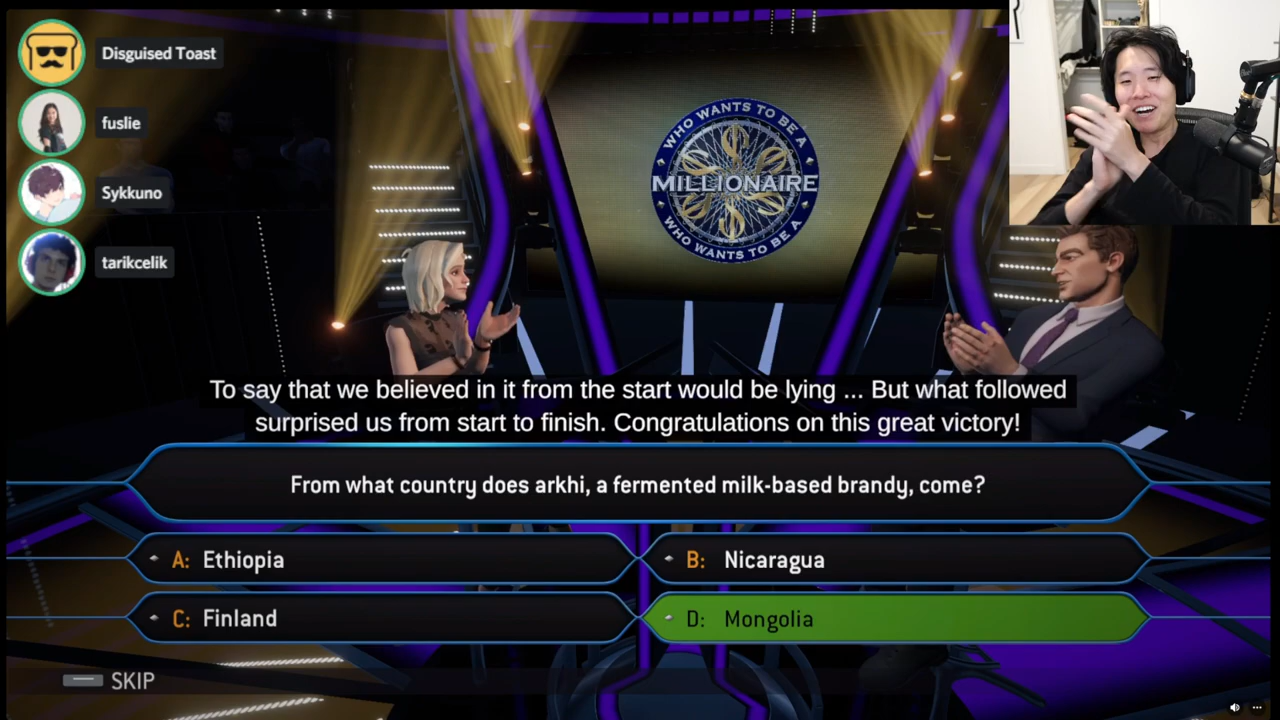 Disguised Toast
fuslie
Sykkuno
tarikcelik
WHO WANTS TO BE A
MILLIONAIRE
WHO WANTS TO BE A
To say that we believed in it from the start would be lying ... But what followed
surprised us from start to finish. Congratulations on this great victory!
From what country does arkhi, a fermented milk-based brandy, come?
A: Ethiopia
B: Nicaragua
C: Finland
D: Mongolia
SKIP